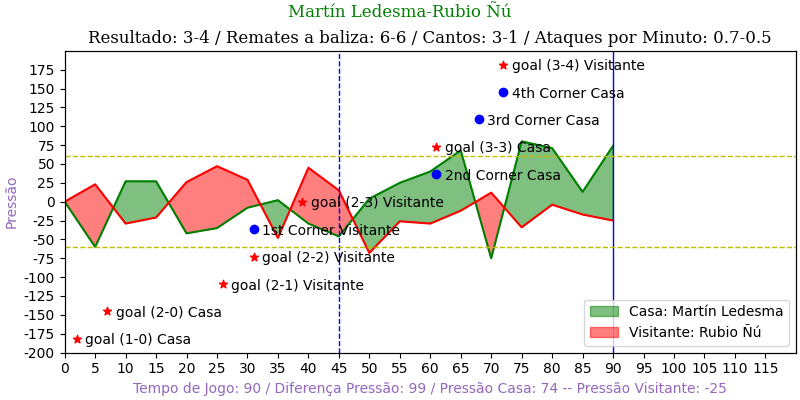 Martín Ledesma-Rubio Ñú
Resultado: 3-4 / Remates a baliza: 6-6 / Cantos: 3-1 / Ataques por Minuto: 0.7-0.5
Pressão
175
150
125
100
75
50
25
0
-25
-50
-75
-100
-125
-150
-175
-200
goal (3-4) Visitante
4th Corner Casa
3rd Corner Casa
goal (3-3) Casa
2nd Corner Casa
goal (2-3) Visitante
1st Corner Visitante
goal (2-2) Visitante
goal (2-1) Visitante
goal (2-0) Casa
goal (1-0) Casa
Casa: Martín Ledesma
Visitante: Rubio Ñú
0 5 10 15 20 25 30 35 40 45 50 55 60 65 70 75 80 85 90 95 100 105 110 115
Tempo de Jogo: 90 / Diferença Pressão: 99 / Pressão Casa: 74 -- Pressão Visitante: -25